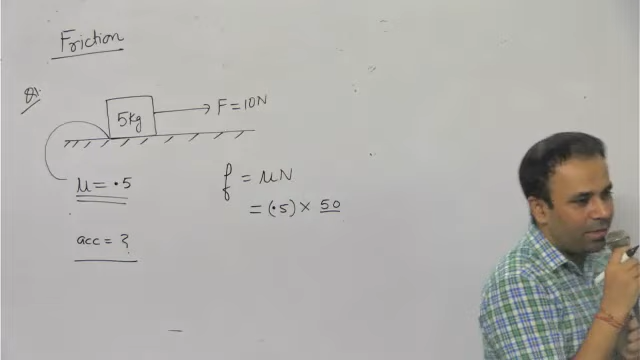 Friction
Q.
5Kg
F = 10N
μ = .5
f = μN
= (.5) × 50
acc = ?